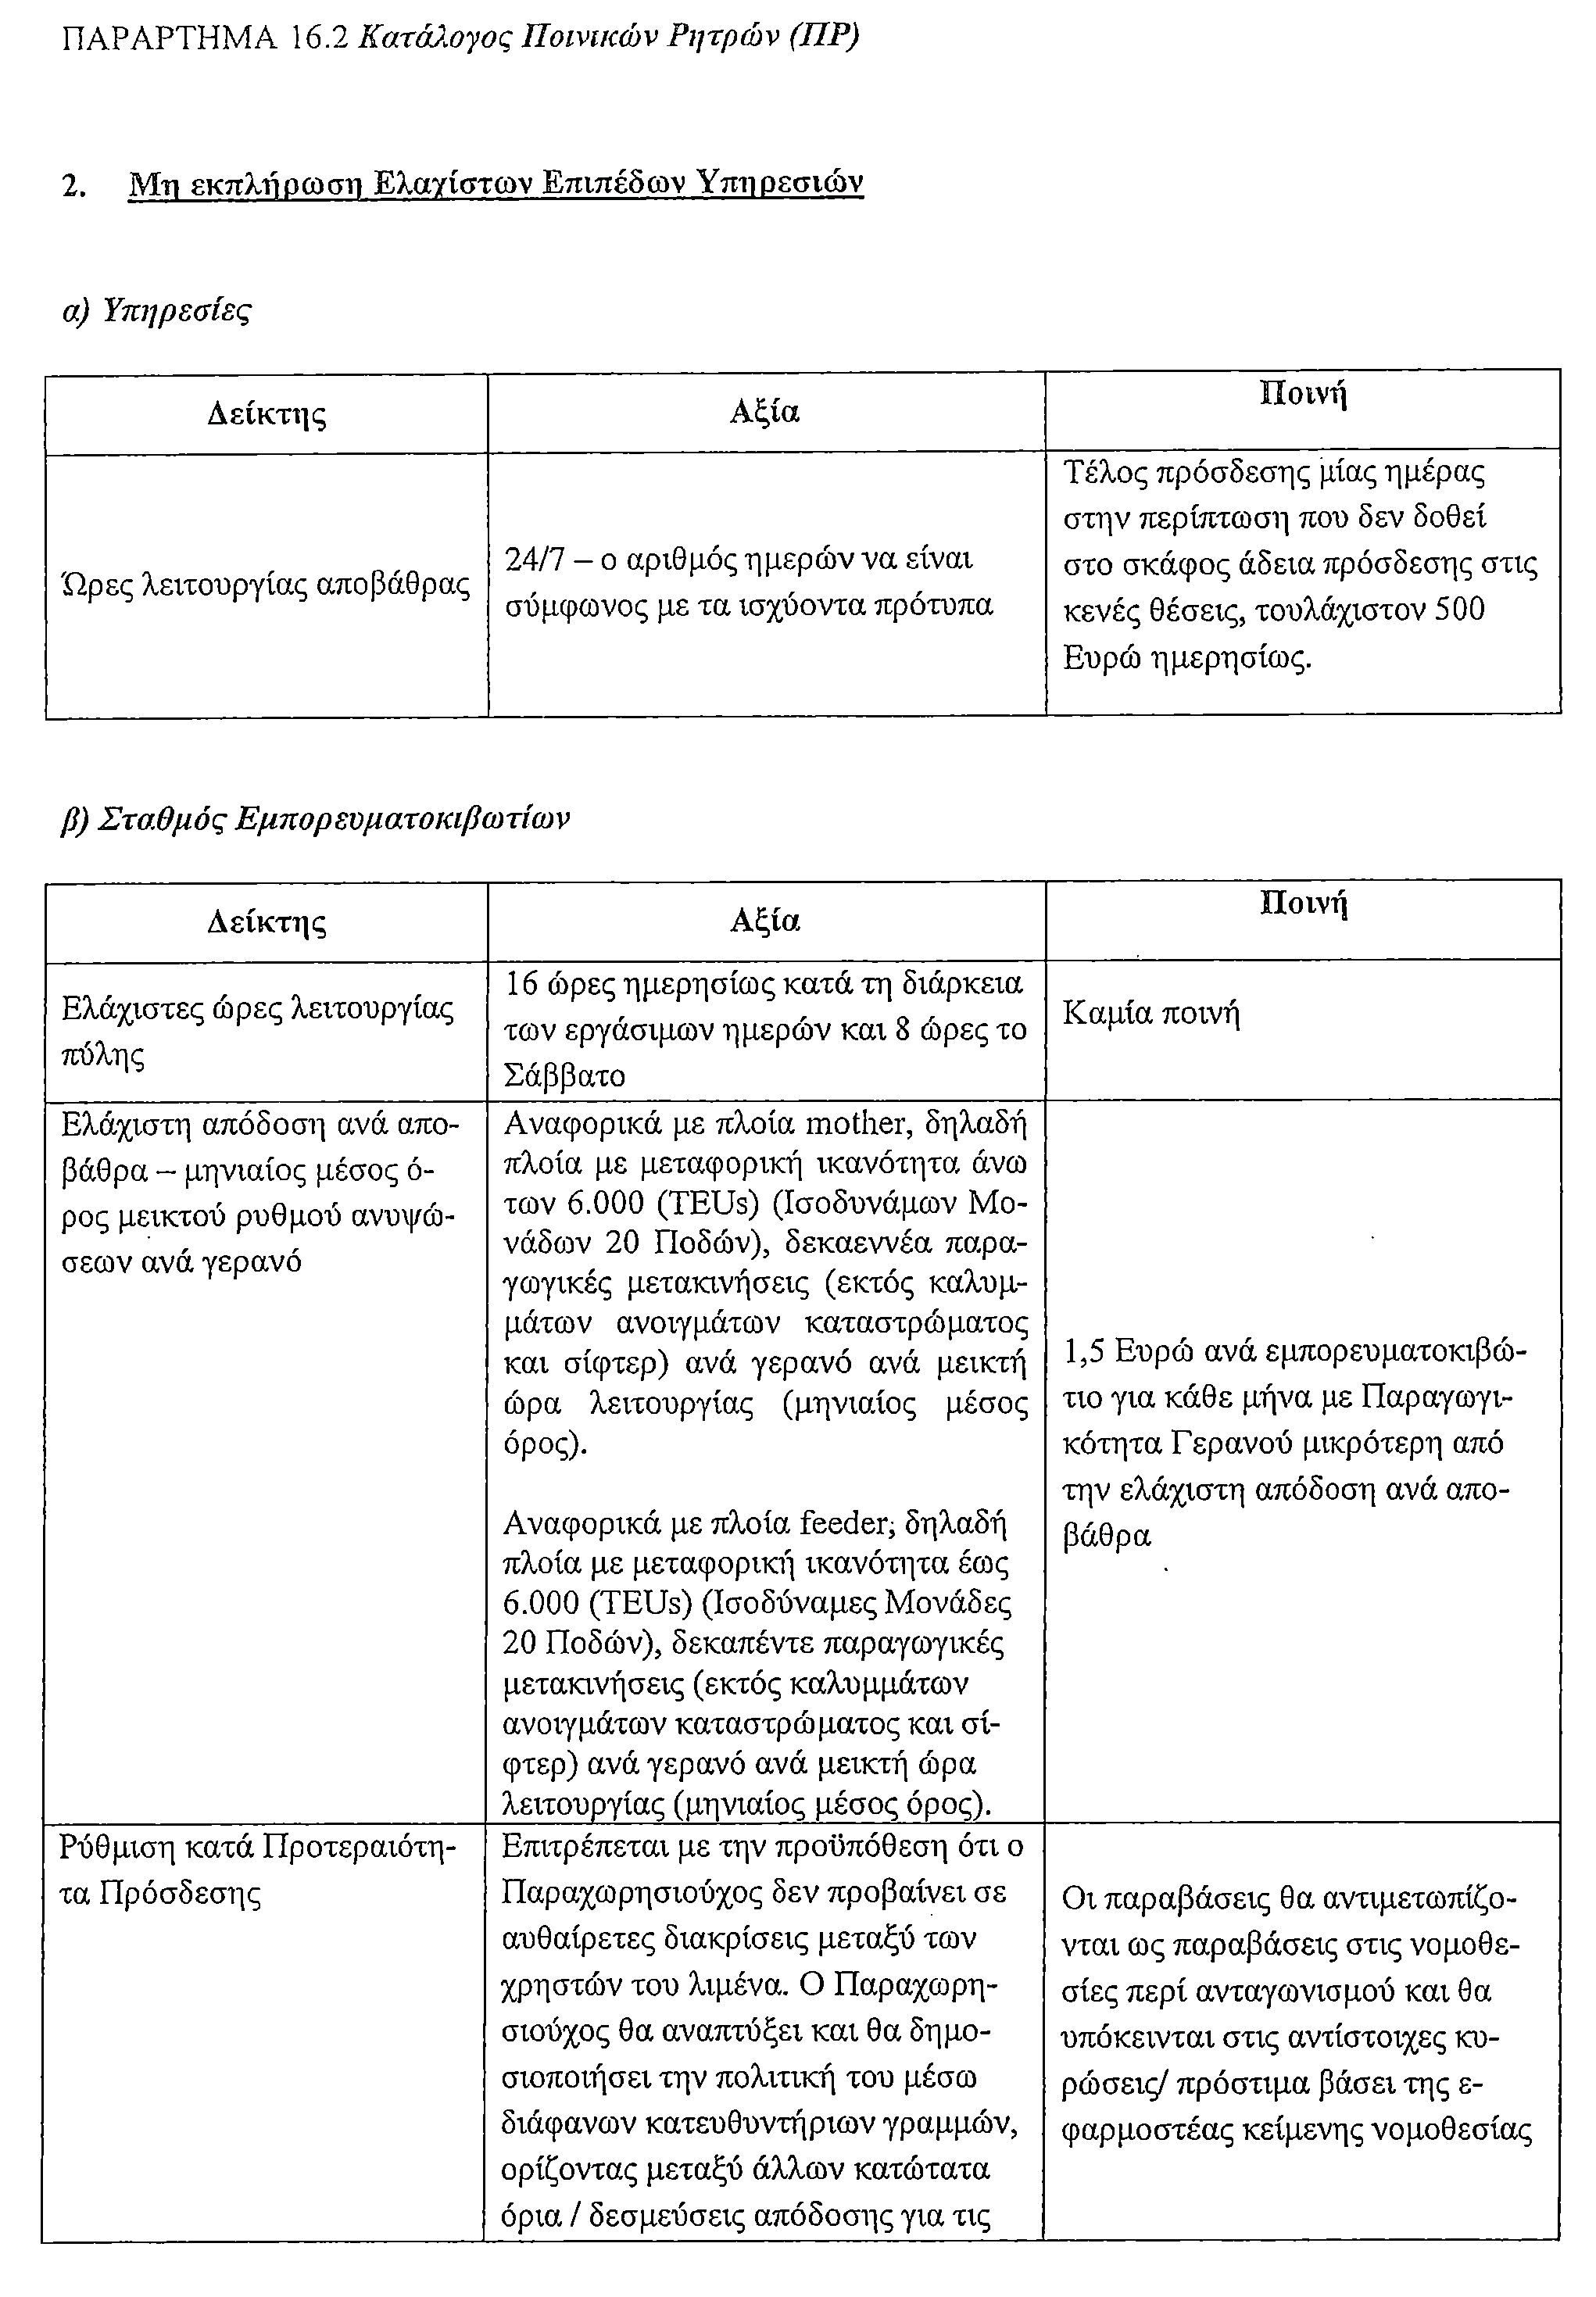 ΠΑΡΑΡΤΗΜΑ 16.2 Κατάλογος Ποινικών Ρητρών (ΠΡ)
2. Μη εκπλήρωση Ελαχίστων Επιπέδων Υπηρεσιών
α) Υπηρεσίες
Δείκτης
Αξία
Ποινή
Ώρες λειτουργίας αποβάθρας
24/7 – ο αριθμός ημερών να είναι
σύμφωνος με τα ισχύοντα πρότυπα
Τέλος πρόσδεσης μίας ημέρας
στην περίπτωση που δεν δοθεί
στο σκάφος άδεια πρόσδεσης στις
κενές θέσεις, τουλάχιστον 500
Ευρώ ημερησίως.
β) Σταθμός Εμπορευματοκιβωτίων
Δείκτης
Αξία
Ποινή
Ελάχιστες ώρες λειτουργίας
πύλης
16 ώρες ημερησίως κατά τη διάρκεια
των εργάσιμων ημερών και 8 ώρες το
Σάββατο
Καμία ποινή
Ελάχιστη απόδοση ανά απο-
βάθρα – μηνιαίος μέσος ό-
ρος μεικτού ρυθμού ανυψώ-
σεων ανά γερανό
Αναφορικά με πλοία mother, δηλαδή
πλοία με μεταφορική ικανότητα άνω
των 6.000 (TEUs) (Ισοδυνάμων Μο-
νάδων 20 Ποδών), δεκαεννέα παρα-
γωγικές μετακινήσεις (εκτός καλυμ-
μάτων ανοιγμάτων καταστρώματος
και σίφτερ) ανά γερανό ανά μεικτή
ώρα λειτουργίας (μηνιαίος μέσος
όρος).
Αναφορικά με πλοία feeder, δηλαδή
πλοία με μεταφορική ικανότητα έως
6.000 (TEUs) (Ισοδύναμες Μονάδες
20 Ποδών), δεκαπέντε παραγωγικές
μετακινήσεις (εκτός καλυμμάτων
ανοιγμάτων καταστρώματος και σί-
φτερ) ανά γερανό ανά μεικτή ώρα
λειτουργίας (μηνιαίος μέσος όρος).
1,5 Ευρώ ανά εμπορευματοκιβώ-
τιο για κάθε μήνα με Παραγωγι-
κότητα Γερανού μικρότερη από
την ελάχιστη απόδοση ανά απο-
βάθρα
Ρύθμιση κατά Προτεραιότη-
τα Πρόσδεσης
Επιτρέπεται με την προϋπόθεση ότι ο
Παραχωρησιούχος δεν προβαίνει σε
αυθαίρετες διακρίσεις μεταξύ των
χρηστών του λιμένα. Ο Παραχωρη-
σιούχος θα αναπτύξει και θα δημο-
σιοποιήσει την πολιτική του μέσω
διάφανων κατευθυντήριων γραμμών,
ορίζοντας μεταξύ άλλων κατώτατα
όρια / δεσμεύσεις απόδοσης για τις
Οι παραβάσεις θα αντιμετωπίζο-
νται ως παραβάσεις στις νομοθε-
σίες περί ανταγωνισμού και θα
υπόκεινται στις αντίστοιχες κυ-
ρώσεις/ πρόστιμα βάσει της ε-
φαρμοστέας κείμενης νομοθεσίας